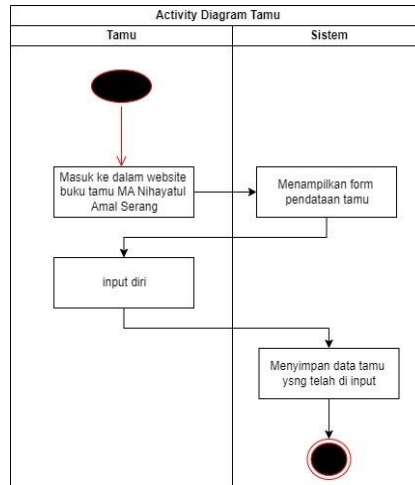 Activity Diagram Tamu
Tamu
Sistem
Masuk ke dalam website
buku tamu MA Nihayatul
Amal Serang
Menampilkan form
pendataan tamu
input diri
Menyimpan data tamu
ysng telah di input